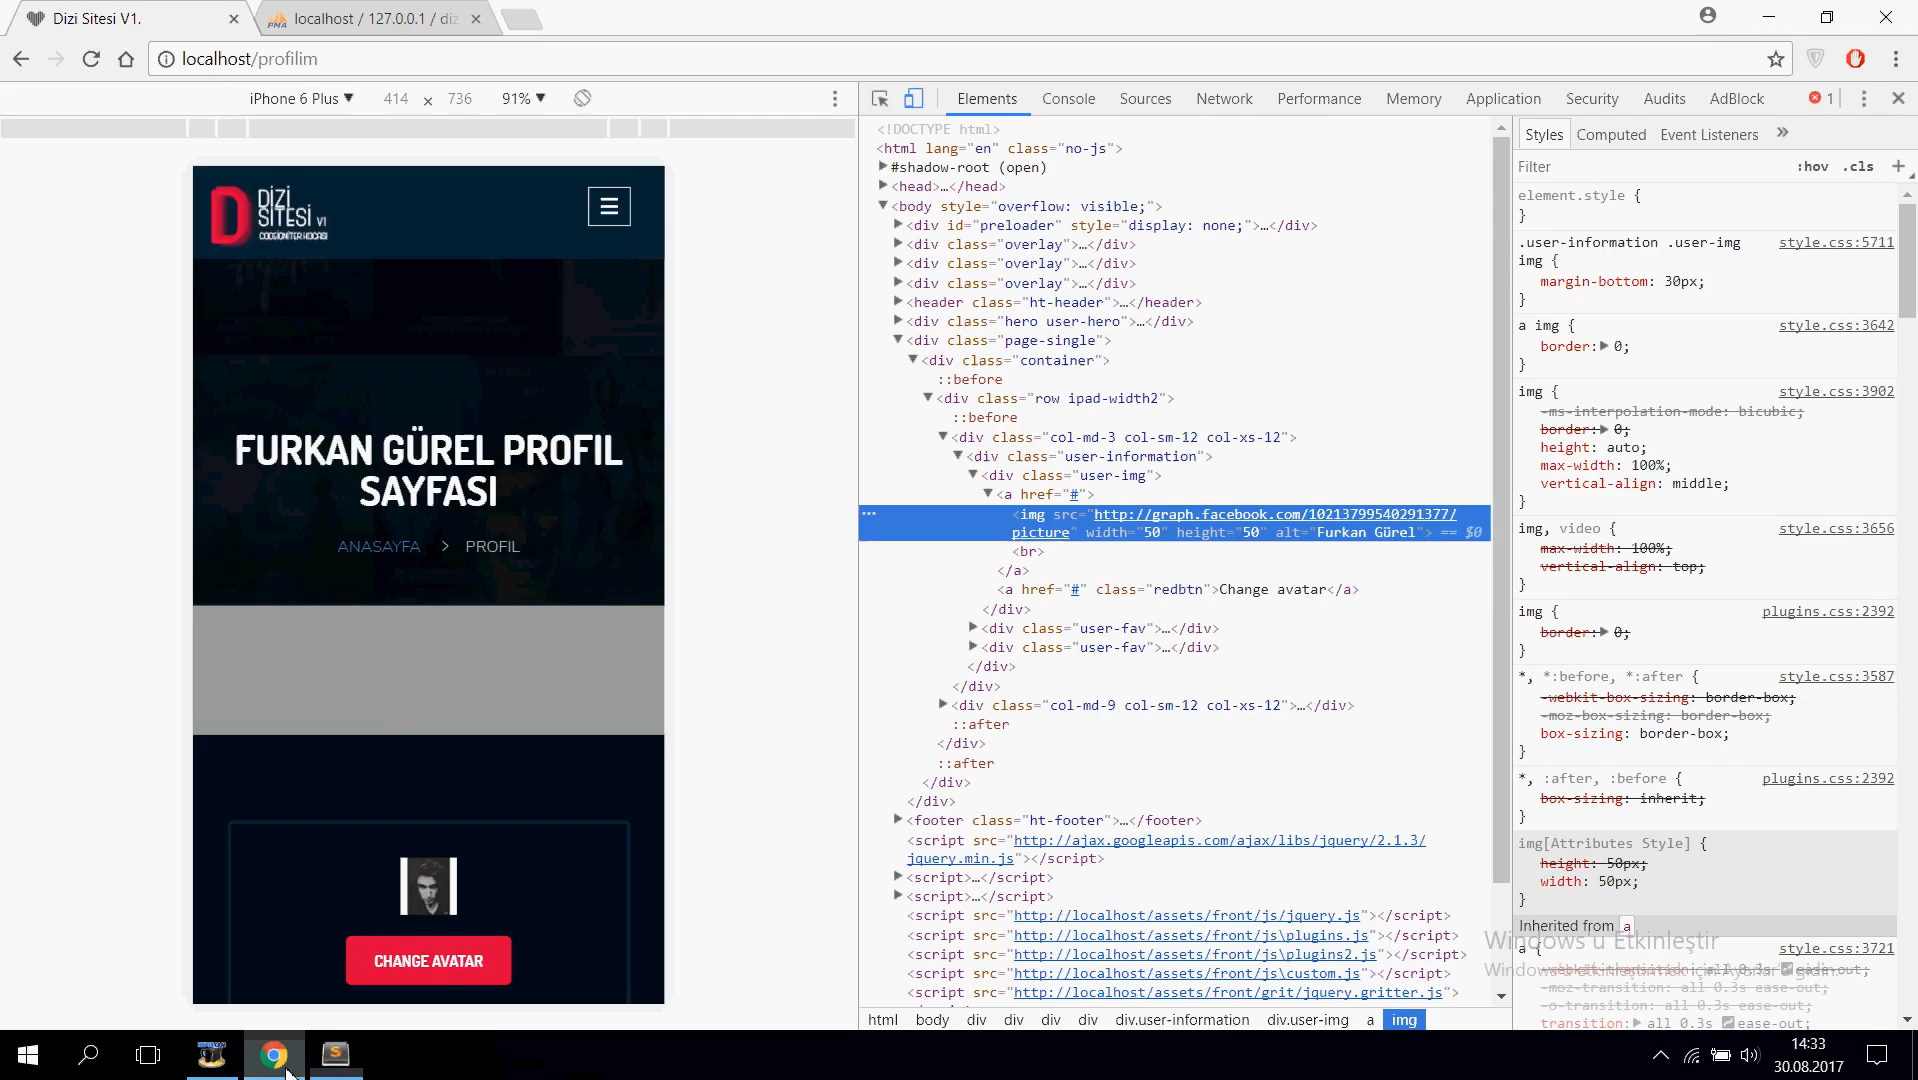 Dizi Sitesi V1.
localhost / 127.0.0.1 / diz
localhost/profilim
iPhone 6 Plus ▼ 414 × 736 91% ▼
DİZİ
SİTESİ V1
CODEIGNITER HOCASI
FURKAN GÜREL PROFIL
SAYFASI
ANASAYFA > PROFIL
CHANGE AVATAR
Elements Console Sources Network Performance Memory Application Security Audits AdBlock 1
<!DOCTYPE html>
<html lang="en" class="no-js">
#shadow-root (open)
<head>…</head>
<body style="overflow: visible;">
<div id="preloader" style="display: none;">…</div>
<div class="overlay">…</div>
<div class="overlay">…</div>
<div class="overlay">…</div>
<header class="ht-header">…</header>
<div class="hero user-hero">…</div>
<div class="page-single">
<div class="container">
::before
<div class="row ipad-width2">
::before
<div class="col-md-3 col-sm-12 col-xs-12">
<div class="user-information">
<div class="user-img">
<a href="#">
<img src="http://graph.facebook.com/10213799540291377/
picture" width="50" height="50" alt="Furkan Gürel"> == $0
<br>
</a>
<a href="#" class="redbtn">Change avatar</a>
</div>
<div class="user-fav">…</div>
<div class="user-fav">…</div>
</div>
</div>
<div class="col-md-9 col-sm-12 col-xs-12">…</div>
::after
</div>
::after
</div>
</div>
<footer class="ht-footer">…</footer>
<script src="http://ajax.googleapis.com/ajax/libs/jquery/2.1.3/
jquery.min.js"></script>
<script>…</script>
<script>…</script>
<script src="http://localhost/assets/front/js/jquery.js"></script>
<script src="http://localhost/assets/front/js\plugins.js"></script>
<script src="http://localhost/assets/front/js\plugins2.js"></script>
<script src="http://localhost/assets/front/js\custom.js"></script>
<script src="http://localhost/assets/front/grit/jquery.gritter.js">
html body div div div div div.user-information div.user-img a img
Styles Computed Event Listeners »
Filter :hov .cls +
element.style {
}
.user-information .user-img style.css:5711
img {
margin-bottom: 30px;
}
a img { style.css:3642
border: 0;
}
img { style.css:3902
-ms-interpolation-mode: bicubic;
border: 0;
height: auto;
max-width: 100%;
vertical-align: middle;
}
img, video { style.css:3656
max-width: 100%;
vertical-align: top;
}
img { plugins.css:2392
border: 0;
}
*, *:before, *:after { style.css:3587
-webkit-box-sizing: border-box;
-moz-box-sizing: border-box;
box-sizing: border-box;
}
*, :after, :before { plugins.css:2392
box-sizing: inherit;
}
img[Attributes Style] {
height: 50px;
width: 50px;
}
Inherited from a
Windows'u Etkinleştir
a { style.css:3721
-webkit-transition: all 0.3s ease-out;
-moz-transition: all 0.3s ease-out;
-o-transition: all 0.3s ease-out;
transition: all 0.3s ease-out;
14:33
30.08.2017